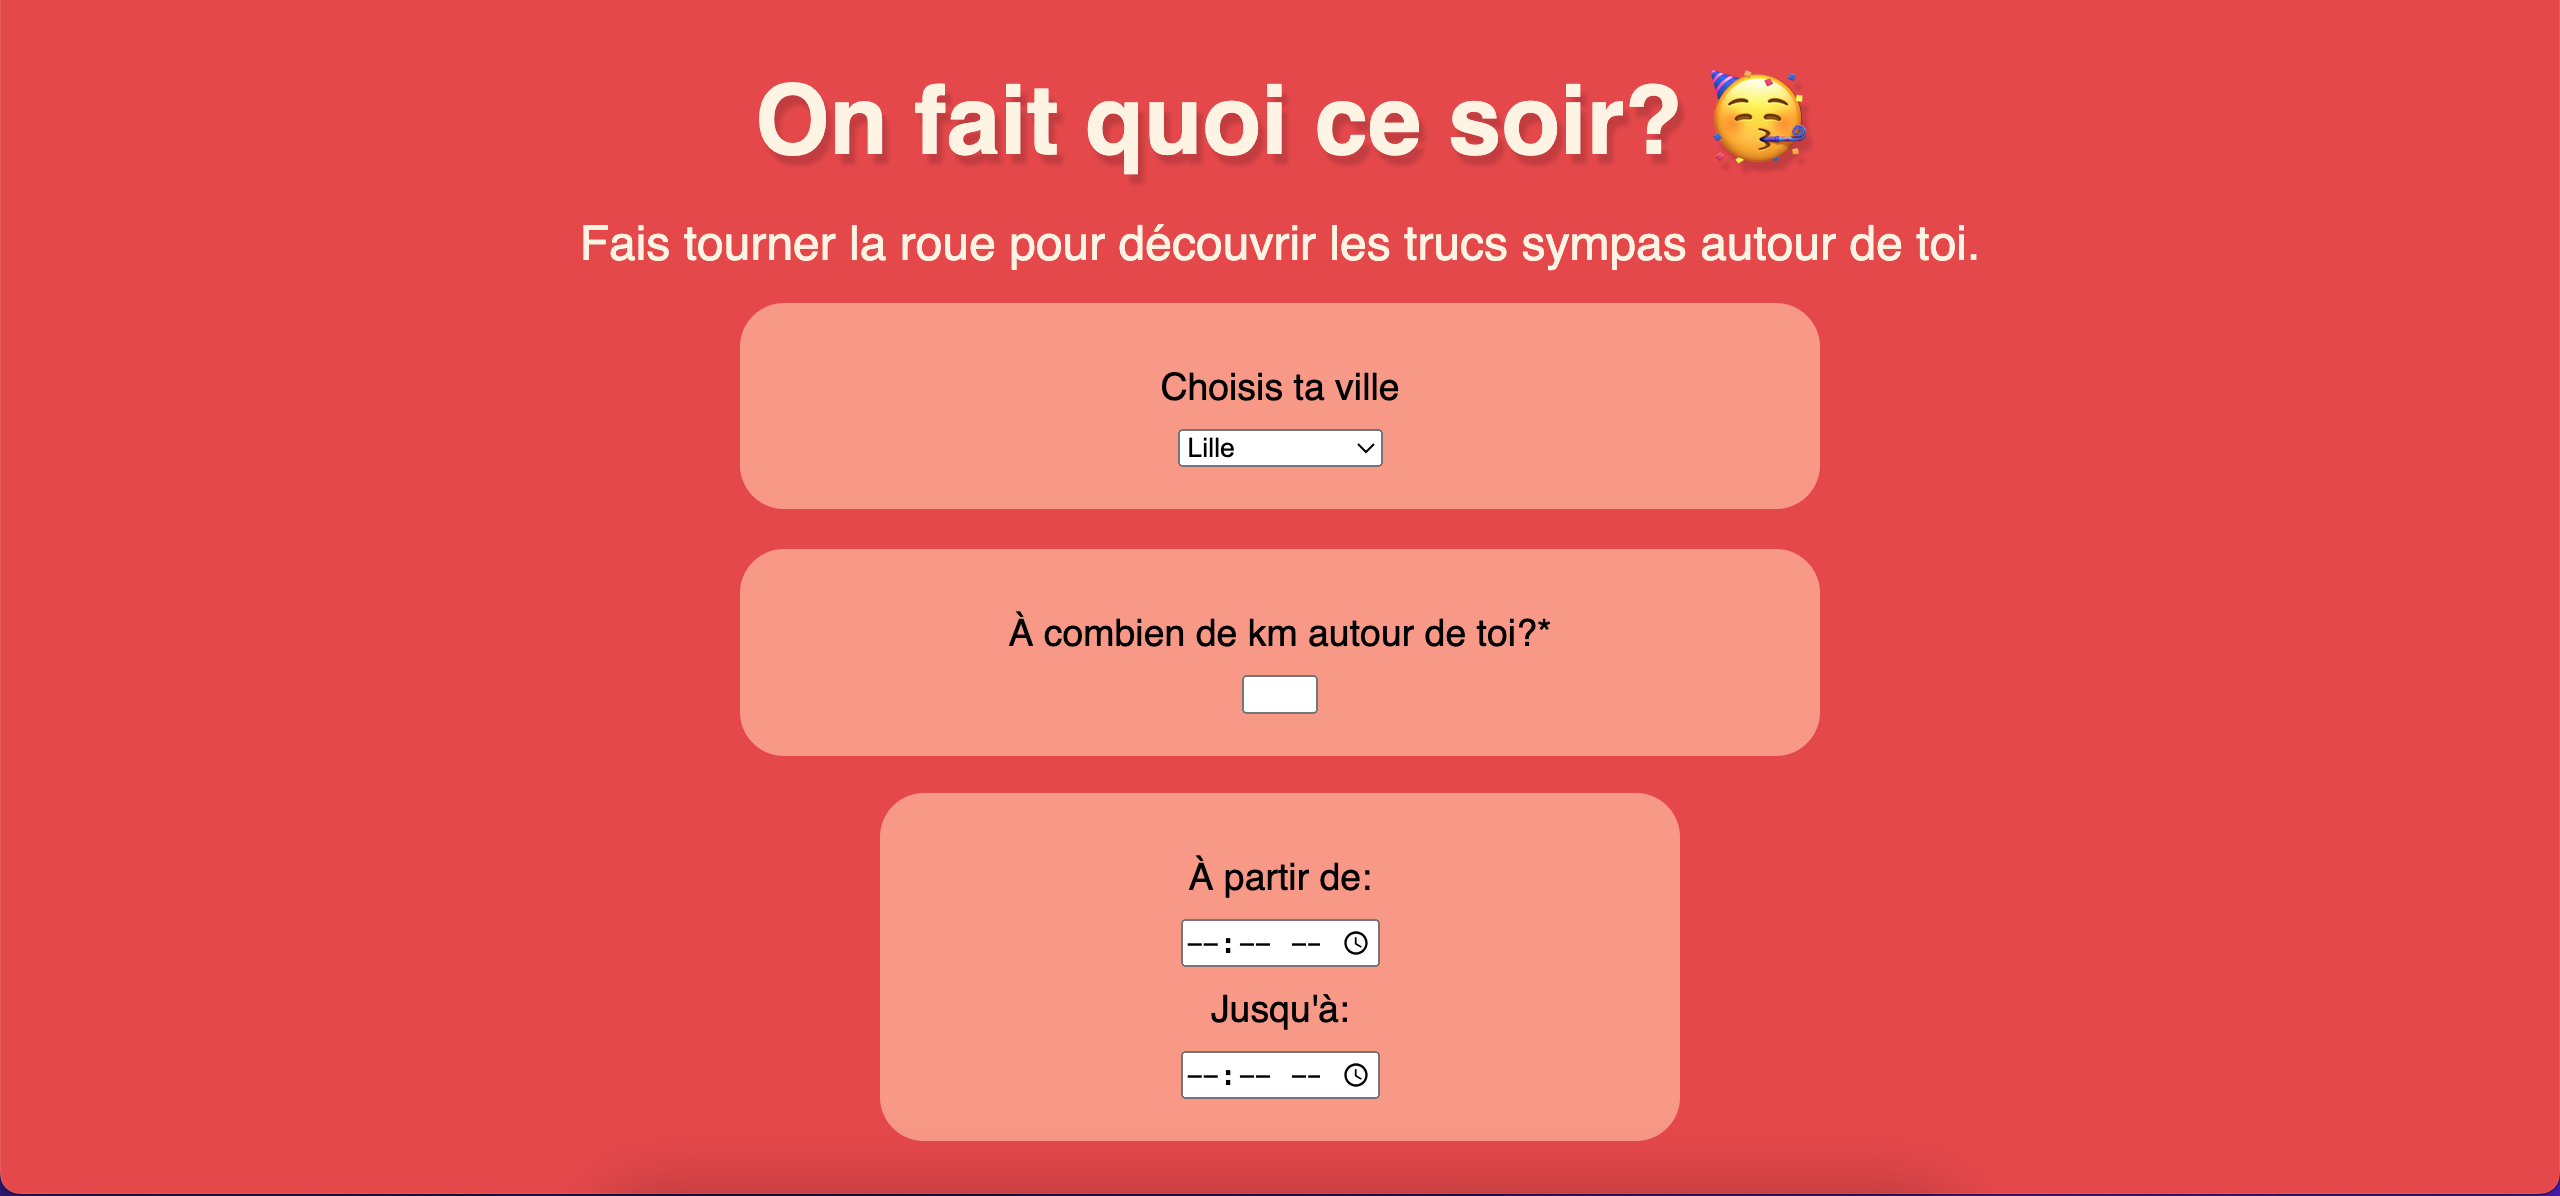 On fait quoi ce soir? 🥳
Fais tourner la roue pour découvrir les trucs sympas autour de toi.
Choisis ta ville
Lille
À combien de km autour de toi?*
À partir de:
--:-- --
Jusqu'à:
--:-- --